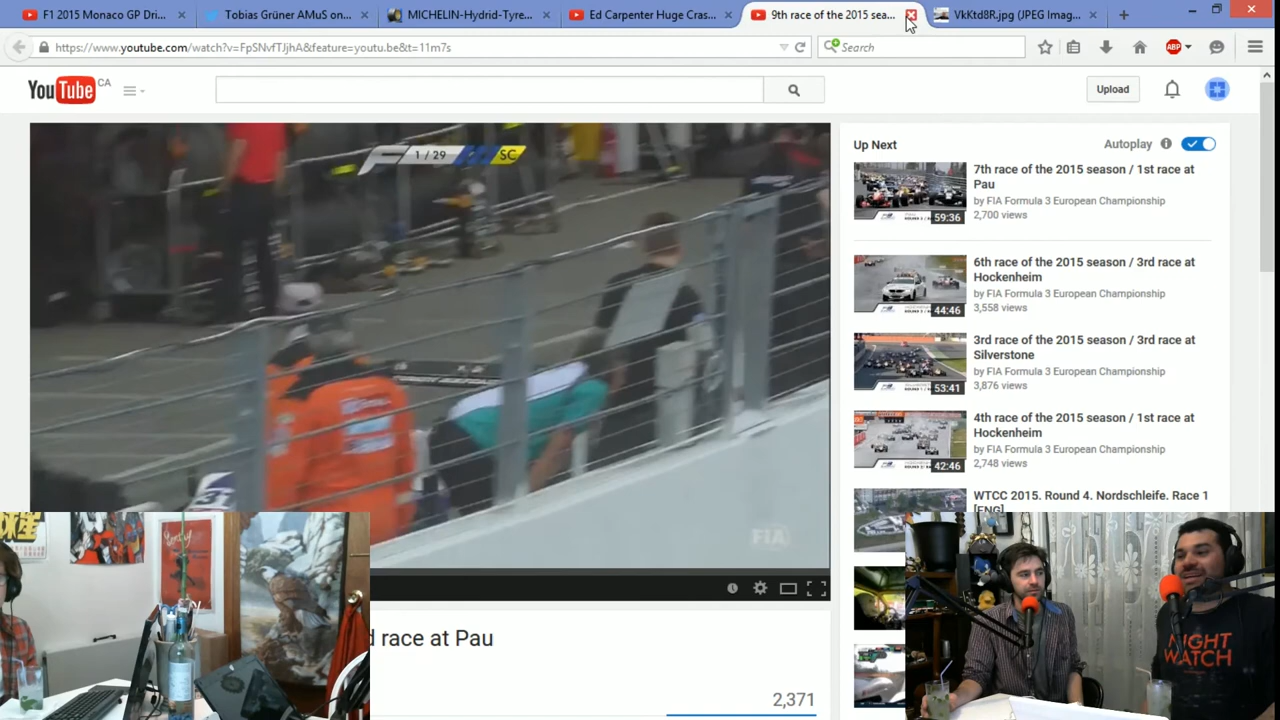 F1 2015 Monaco GP Dri...
Tobias Grüner AMuS on...
MICHELIN-Hydrid-Tyre...
Ed Carpenter Huge Cras...
9th race of the 2015 sea...
VkKtd8R.jpg (JPEG Imag...
https://www.youtube.com/watch?v=FpSNvfTJjhA&feature=youtu.be&t=11m7s
Search
ABP
YouTube CA
Upload
F 1 / 29 SC
FIA
Up Next
Autoplay
7th race of the 2015 season / 1st race at
Pau
by FIA Formula 3 European Championship
2,700 views
59:36
6th race of the 2015 season / 3rd race at
Hockenheim
by FIA Formula 3 European Championship
3,558 views
44:46
3rd race of the 2015 season / 3rd race at
Silverstone
by FIA Formula 3 European Championship
3,876 views
53:41
4th race of the 2015 season / 1st race at
Hockenheim
by FIA Formula 3 European Championship
2,748 views
42:46
WTCC 2015. Round 4. Nordschleife. Race 1
[ENG]
d race at Pau
2,371
NIGHT
WATCH